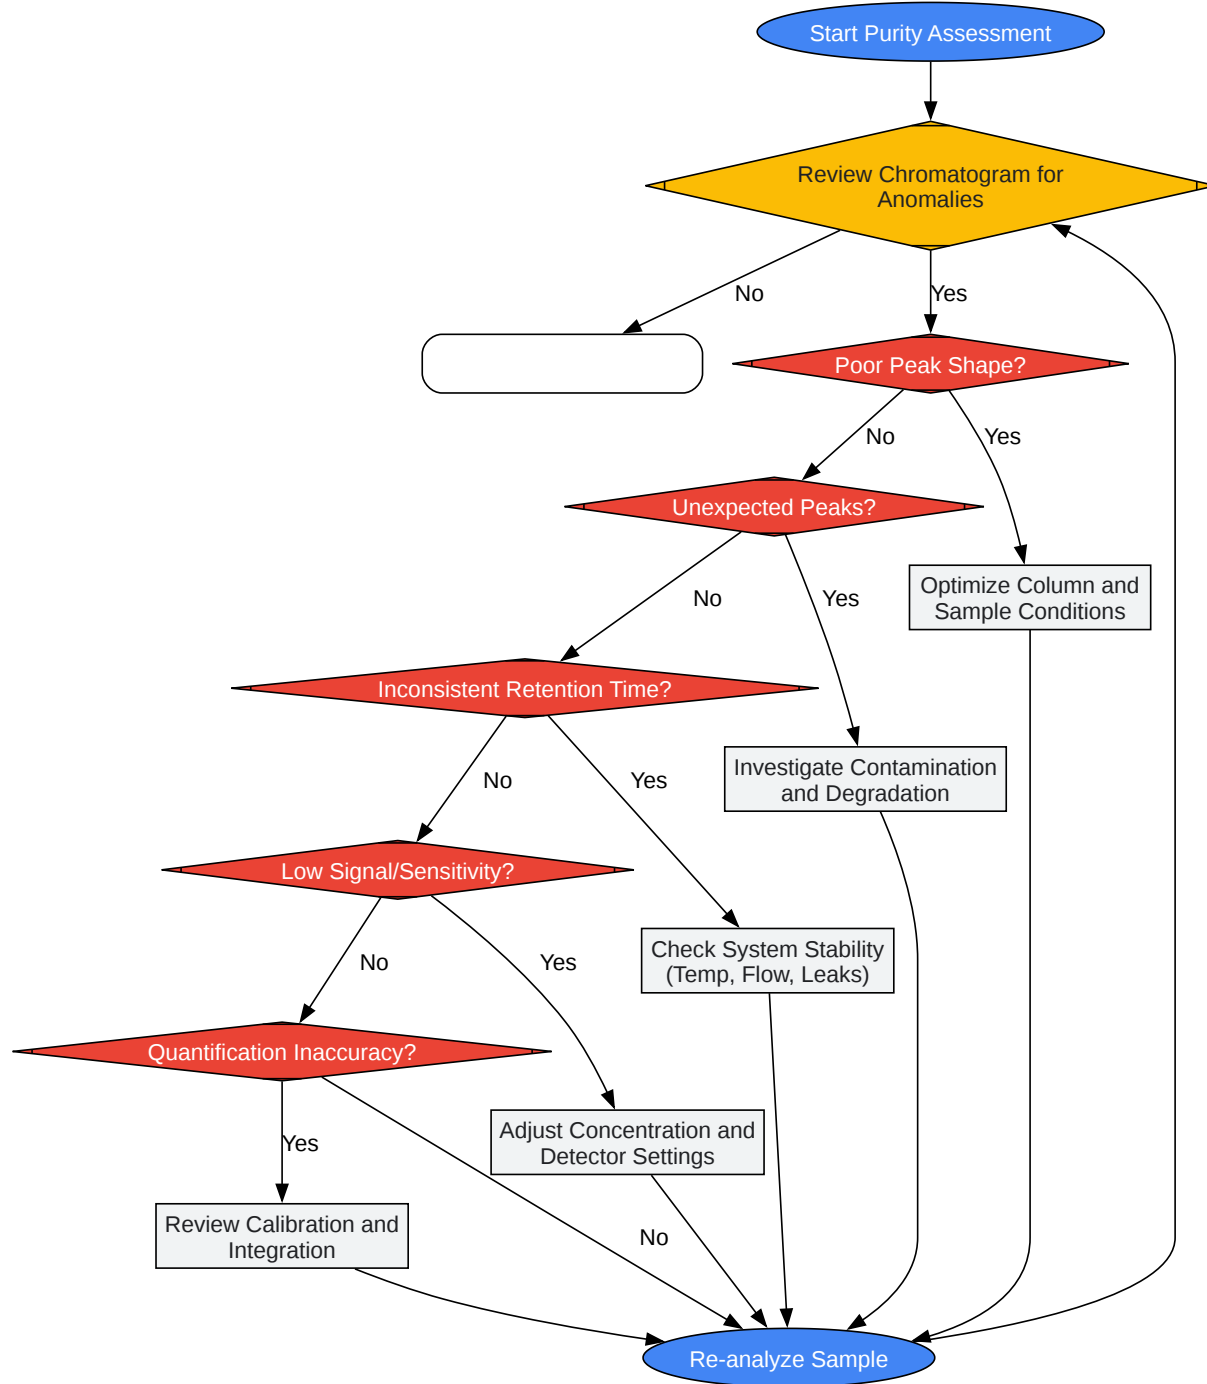 Start Purity Assessment
Review Chromatogram for
Anomalies
No
Yes
Poor Peak Shape?
No
Yes
Unexpected Peaks?
Optimize Column and
Sample Conditions
No
Yes
Inconsistent Retention Time?
Investigate Contamination
and Degradation
No
Yes
Low Signal/Sensitivity?
Check System Stability
(Temp, Flow, Leaks)
No
Yes
Quantification Inaccuracy?
Adjust Concentration and
Detector Settings
Yes
Review Calibration and
Integration
No
Re-analyze Sample